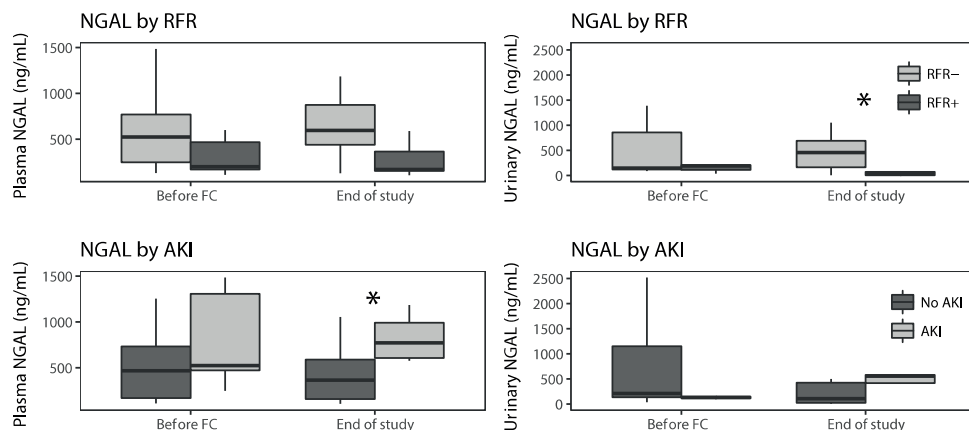 NGAL by RFR
Plasma NGAL (ng/mL)
1500
1000
500
Before FC
End of study
NGAL by RFR
Urinary NGAL (ng/mL)
2500
2000
1500
1000
500
0
RFR−
RFR+
*
Before FC
End of study
NGAL by AKI
Plasma NGAL (ng/mL)
1500
1000
500
*
Before FC
End of study
NGAL by AKI
Urinary NGAL (ng/mL)
2500
2000
1500
1000
500
0
No AKI
AKI
Before FC
End of study